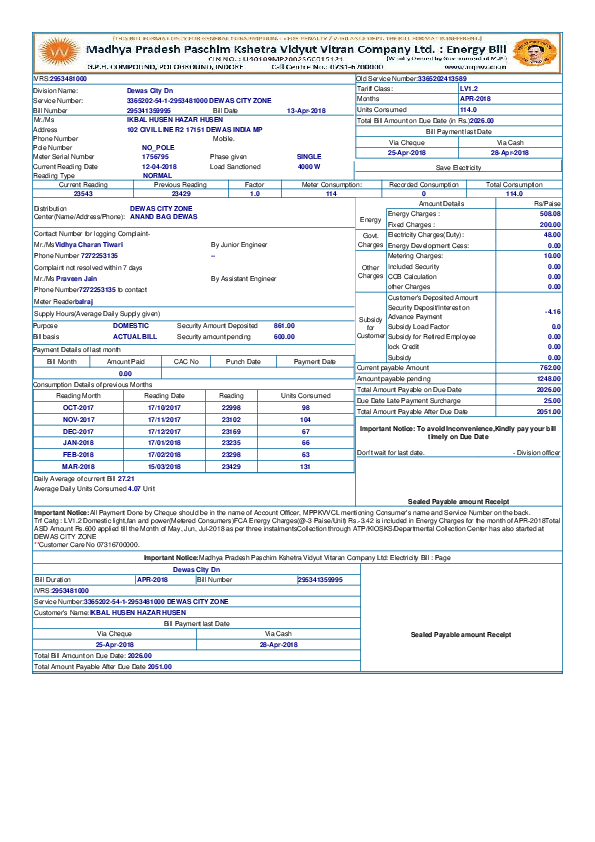 Madhya Pradesh Paschim Kshetra Vidyut Vitran Company Ltd. : Energy Bill
G.P.H. COMPOUND, POLOGROUND, INDORE Call Centre No.: 0731-6700000 www.mpwz.co.in
IVRS:2953481000 Old Service Number:3365202413589
Division Name: Dewas City Dn Tariff Class: LV1.2
Service Number: 3365202-54-1-2953481000 DEWAS CITY ZONE Months APR-2018
Bill Number 295341359995 Bill Date 13-Apr-2018 Units Consumed 114.0
Mr./Ms IKBAL HUSEN HAZAR HUSEN Total Bill Amount on Due Date (in Rs.)2026.00
Address 102 CIVIL LINE R2 17151 DEWAS INDIA MP Bill Payment last Date
Phone Number Mobile. Via Cheque Via Cash
Pole Number NO_POLE 25-Apr-2018 28-Apr-2018
Meter Serial Number 1756795 Phase given SINGLE
Current Reading Date 12-04-2018 Load Sanctioned 4000 W Save Electricity
Reading Type NORMAL
Current Reading Previous Reading Factor Meter Consumption: Recorded Consumption Total Consumption
23543 23429 1.0 114 0 114.0
Amount Details Rs/Paise
Distribution DEWAS CITY ZONE
Center(Name/Address/Phone): ANAND BAG DEWAS
Contact Number for logging Complaint-
Mr./Ms Vidhya Charan Tiwari By Junior Engineer
Phone Number 7272253135 --
Complaint not resolved within 7 days
Mr./Ms Praveen Jain By Assistant Engineer
Phone Number7272253135 to contact
Meter Readerbalraj
Supply Hours(Average Daily Supply given)
Purpose DOMESTIC Security Amount Deposited 861.00
Bill basis ACTUAL BILL Security amount pending 600.00
Payment Details of last month
Bill Month Amount Paid CAC No Punch Date Payment Date
0.00
Consumption Details of previous Months
Reading Month Reading Date Reading Units Consumed
OCT-2017 17/10/2017 22998 98
NOV-2017 17/11/2017 23102 104
DEC-2017 17/12/2017 23169 67
JAN-2018 17/01/2018 23235 66
FEB-2018 17/02/2018 23298 63
MAR-2018 15/03/2018 23429 131
Daily Average of current Bill 27.21
Average Daily Units Consumed 4.07 Unit
Energy
Energy Charges : 508.08
Fixed Charges : 200.00
Govt. Charges
Electricity Charges(Duty): 48.00
Energy Development Cess: 0.00
Other Charges
Metering Charges: 10.00
Included Security 0.00
CCB Calculation 0.00
other Charges 0.00
Subsidy for Customer
Customer's Deposited Amount
Security Deposit/Interest on Advance Payment -4.16
Subsidy Load Factor 0.0
Subsidy for Retired Employee 0.00
lock Credit 0.00
Subsidy 0.00
Current payable Amount 762.00
Amount payable pending 1248.00
Total Amount Payable on Due Date 2026.00
Due Date Late Payment Surcharge 25.00
Total Amount Payable After Due Date 2051.00
Important Notice: To avoid Inconvenience,Kindly pay your bill
timely on Due Date
Don't wait for last date. - Division officer
Sealed Payable amount Receipt
Important Notice:All Payment Done by Cheque should be in the name of Account Officer, MPPKVVCL mentioning Consumer's name and Service Number on the back.
Trf Catg : LV1.2 Domestic light,fan and power(Metered Consumers)FCA Energy Charges(@-3 Paise/Unit) Rs.-3.42 is included in Energy Charges for the month of APR-2018Total
ASD Amount Rs.600 applied till the Month of May, Jun, Jul-2018 as per three instalmentsCollection through ATP/KIOSKS.Departmental Collection Center has also started at
DEWAS CITY ZONE
**Customer Care No 07316700000.
Important Notice:Madhya Pradesh Paschim Kshetra Vidyut Vitaran Company Ltd: Electricity Bill : Page
Dewas City Dn
Bill Duration APR-2018 Bill Number 295341359995
IVRS:2953481000
Service Number:3365202-54-1-2953481000 DEWAS CITY ZONE
Customer's Name:IKBAL HUSEN HAZAR HUSEN
Bill Payment last Date
Via Cheque Via Cash
25-Apr-2018 28-Apr-2018
Total Bill Amount on Due Date: 2026.00
Total Amount Payable After Due Date 2051.00
Sealed Payable amount Receipt